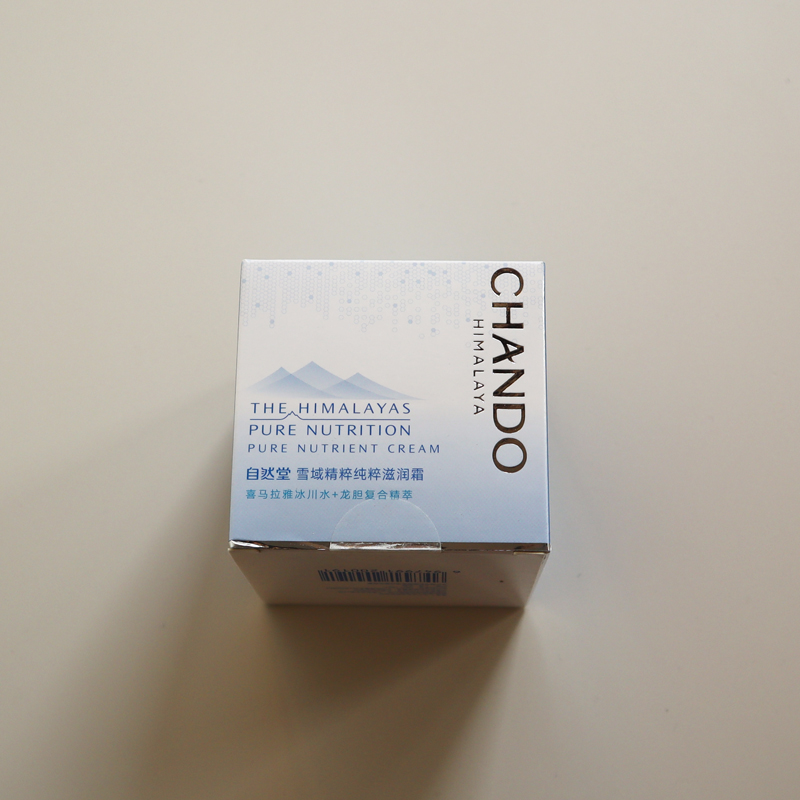 CHANDO
HIMALAYA
THE HIMALAYAS
PURE NUTRITION
PURE NUTRIENT CREAM
自然堂 雪域精粹纯粹滋润霜
喜马拉雅冰川水+龙胆复合精萃